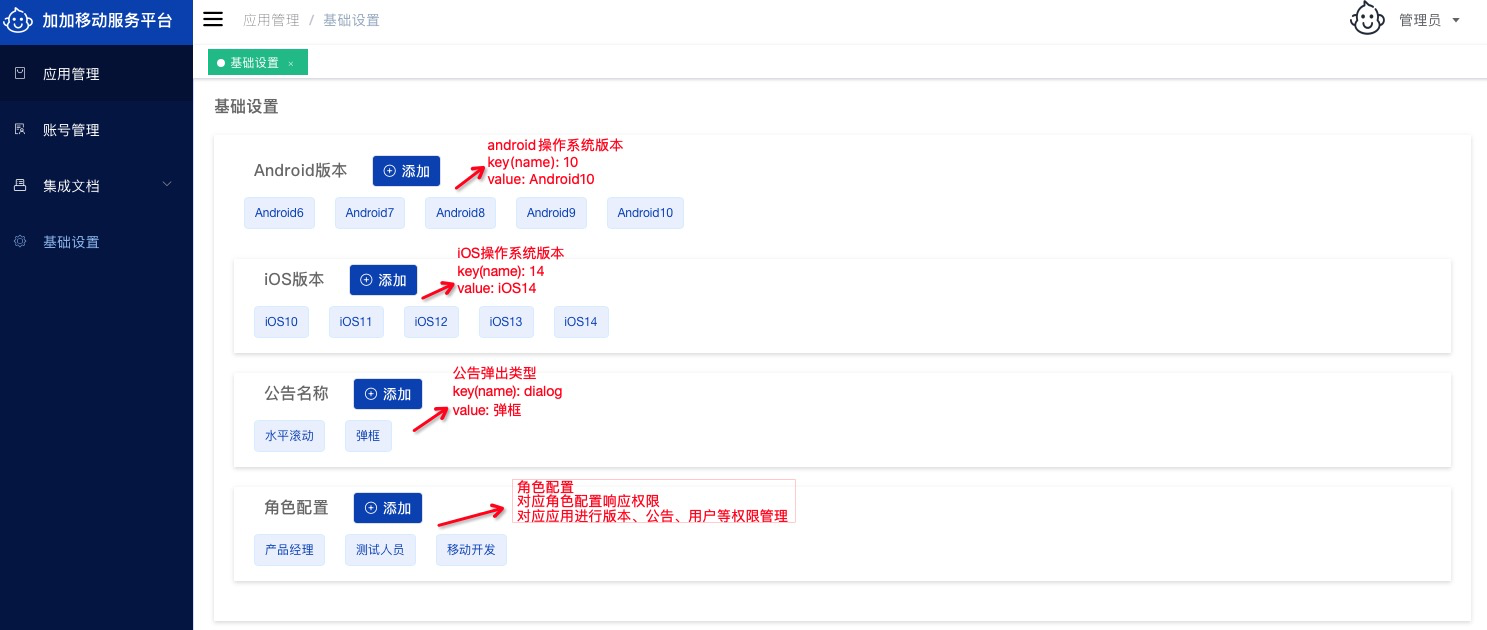 加加移动服务平台
应用管理 / 基础设置
管理员
应用管理
账号管理
集成文档
基础设置
基础设置 ×
基础设置
Android版本
添加
android操作系统版本
key(name): 10
value: Android10
Android6 Android7 Android8 Android9 Android10
iOS版本
添加
iOS操作系统版本
key(name): 14
value: iOS14
iOS10 iOS11 iOS12 iOS13 iOS14
公告名称
添加
公告弹出类型
key(name): dialog
value: 弹框
水平滚动 弹框
角色配置
添加
角色配置
对应角色配置响应权限
对应应用进行版本、公告、用户等权限管理
产品经理 测试人员 移动开发